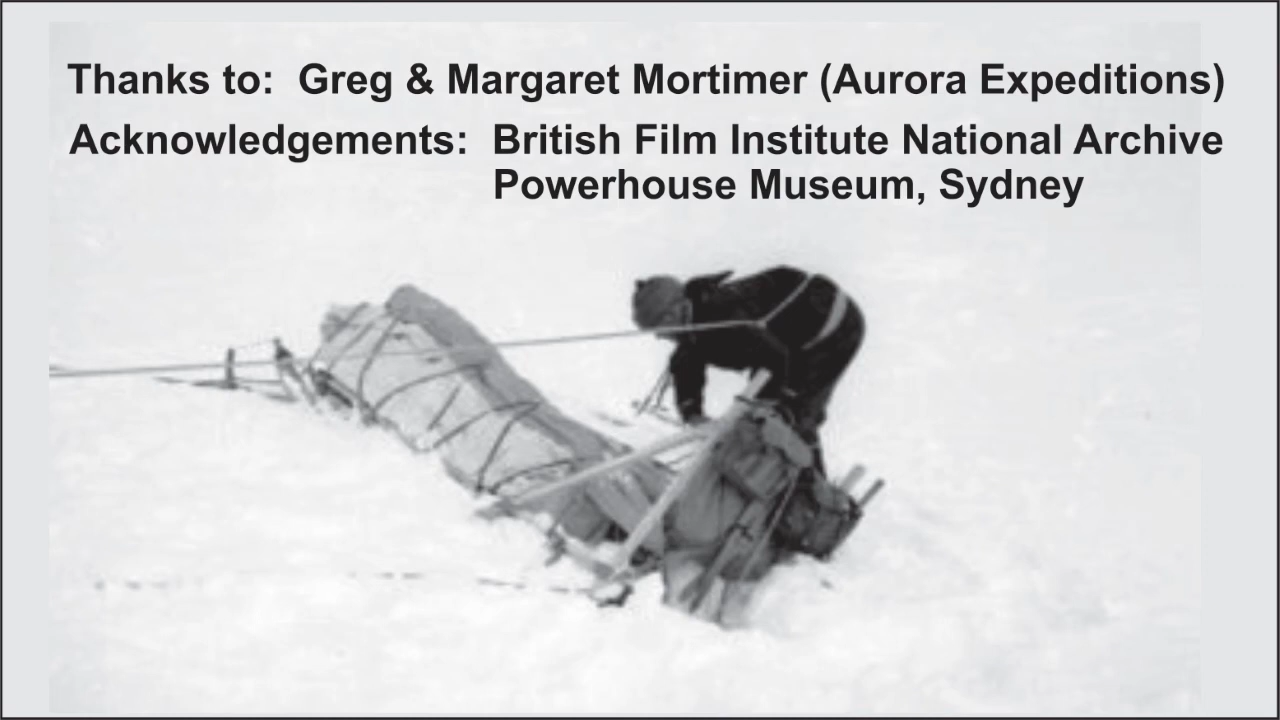 Thanks to: Greg & Margaret Mortimer (Aurora Expeditions)
Acknowledgements: British Film Institute National Archive
Powerhouse Museum, Sydney